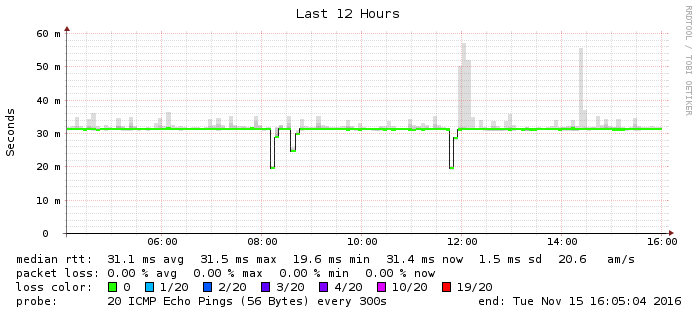 Last 12 Hours
RRDTOOL / TOBI OETIKER
Seconds
60 m
50 m
40 m
30 m
20 m
10 m
0
06:00 08:00 10:00 12:00 14:00 16:00
median rtt: 31.1 ms avg 31.5 ms max 19.6 ms min 31.4 ms now 1.5 ms sd 20.6 am/s
packet loss: 0.00 % avg 0.00 % max 0.00 % min 0.00 % now
loss color: 0 1/20 2/20 3/20 4/20 10/20 19/20
probe: 20 ICMP Echo Pings (56 Bytes) every 300s end: Tue Nov 15 16:05:04 2016